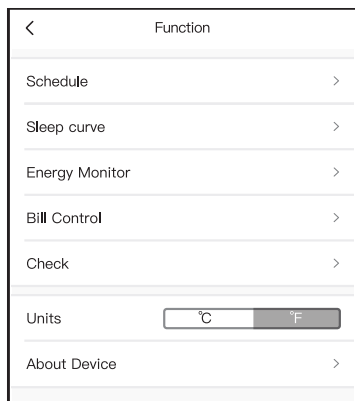 Function
Schedule
Sleep curve
Energy Monitor
Bill Control
Check
Units ℃ ℉
About Device